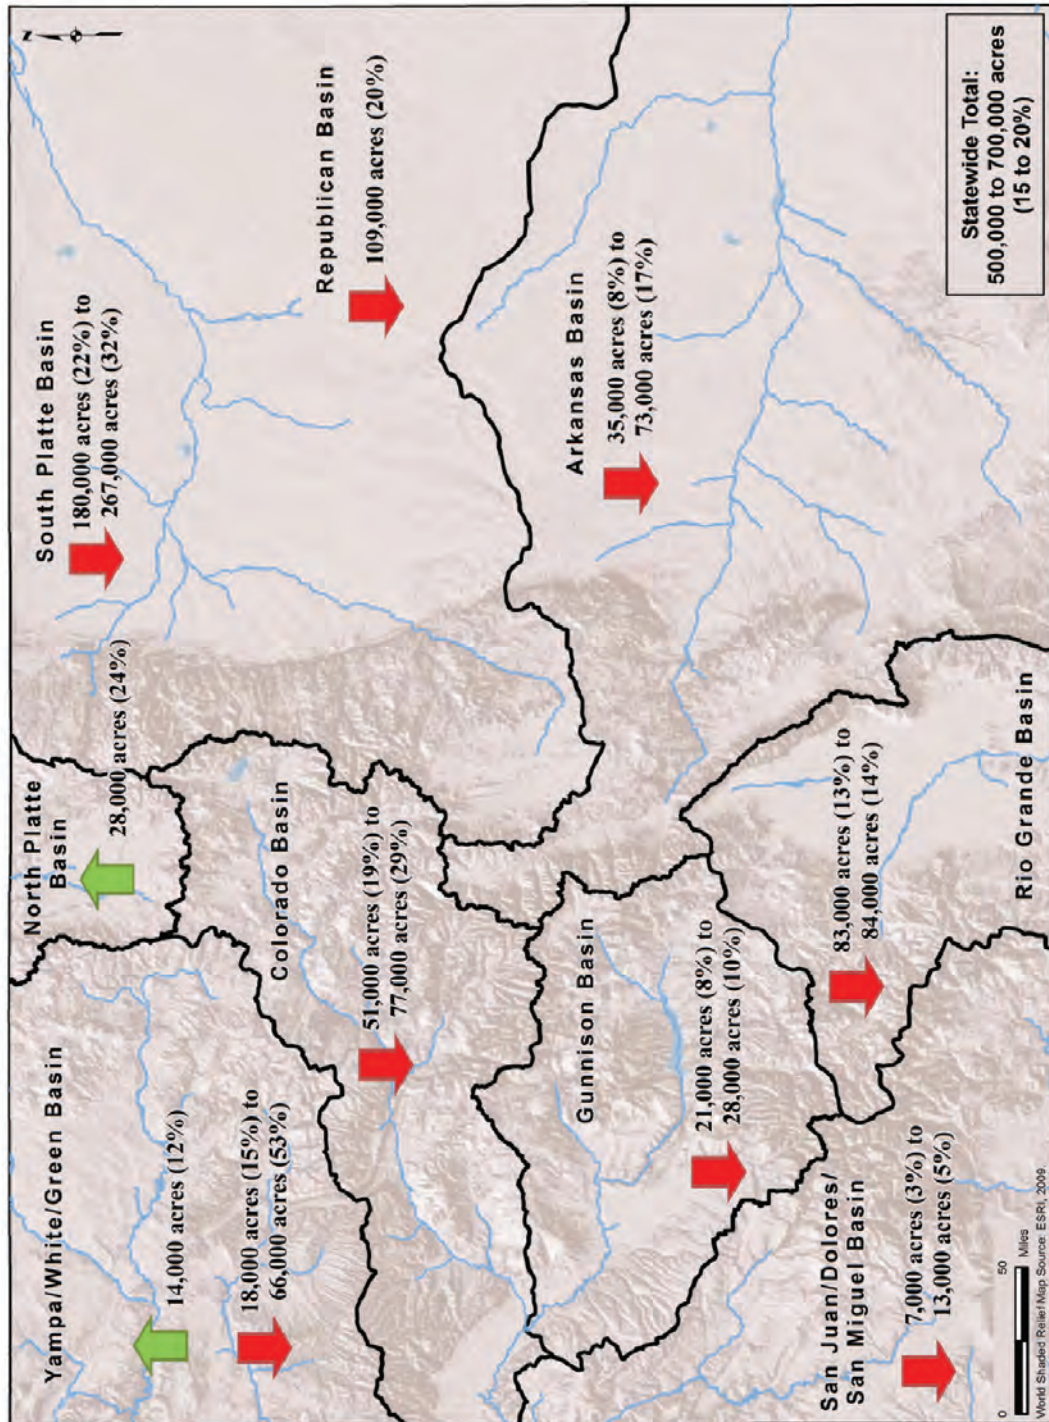 N
Yampa/White/Green Basin
14,000 acres (12%)
18,000 acres (15%) to
66,000 acres (53%)
North Platte
Basin
28,000 acres (24%)
South Platte Basin
180,000 acres (22%) to
267,000 acres (32%)
Republican Basin
109,000 acres (20%)
Colorado Basin
51,000 acres (19%) to
77,000 acres (29%)
Gunnison Basin
21,000 acres (8%) to
28,000 acres (10%)
Arkansas Basin
35,000 acres (8%) to
73,000 acres (17%)
San Juan/Dolores/
San Miguel Basin
7,000 acres (3%) to
13,000 acres (5%)
83,000 acres (13%) to
84,000 acres (14%)
Rio Grande Basin
Statewide Total:
500,000 to 700,000 acres
(15 to 20%)
0 50
Miles
World Shaded Relief Map Source: ESRI, 2009.